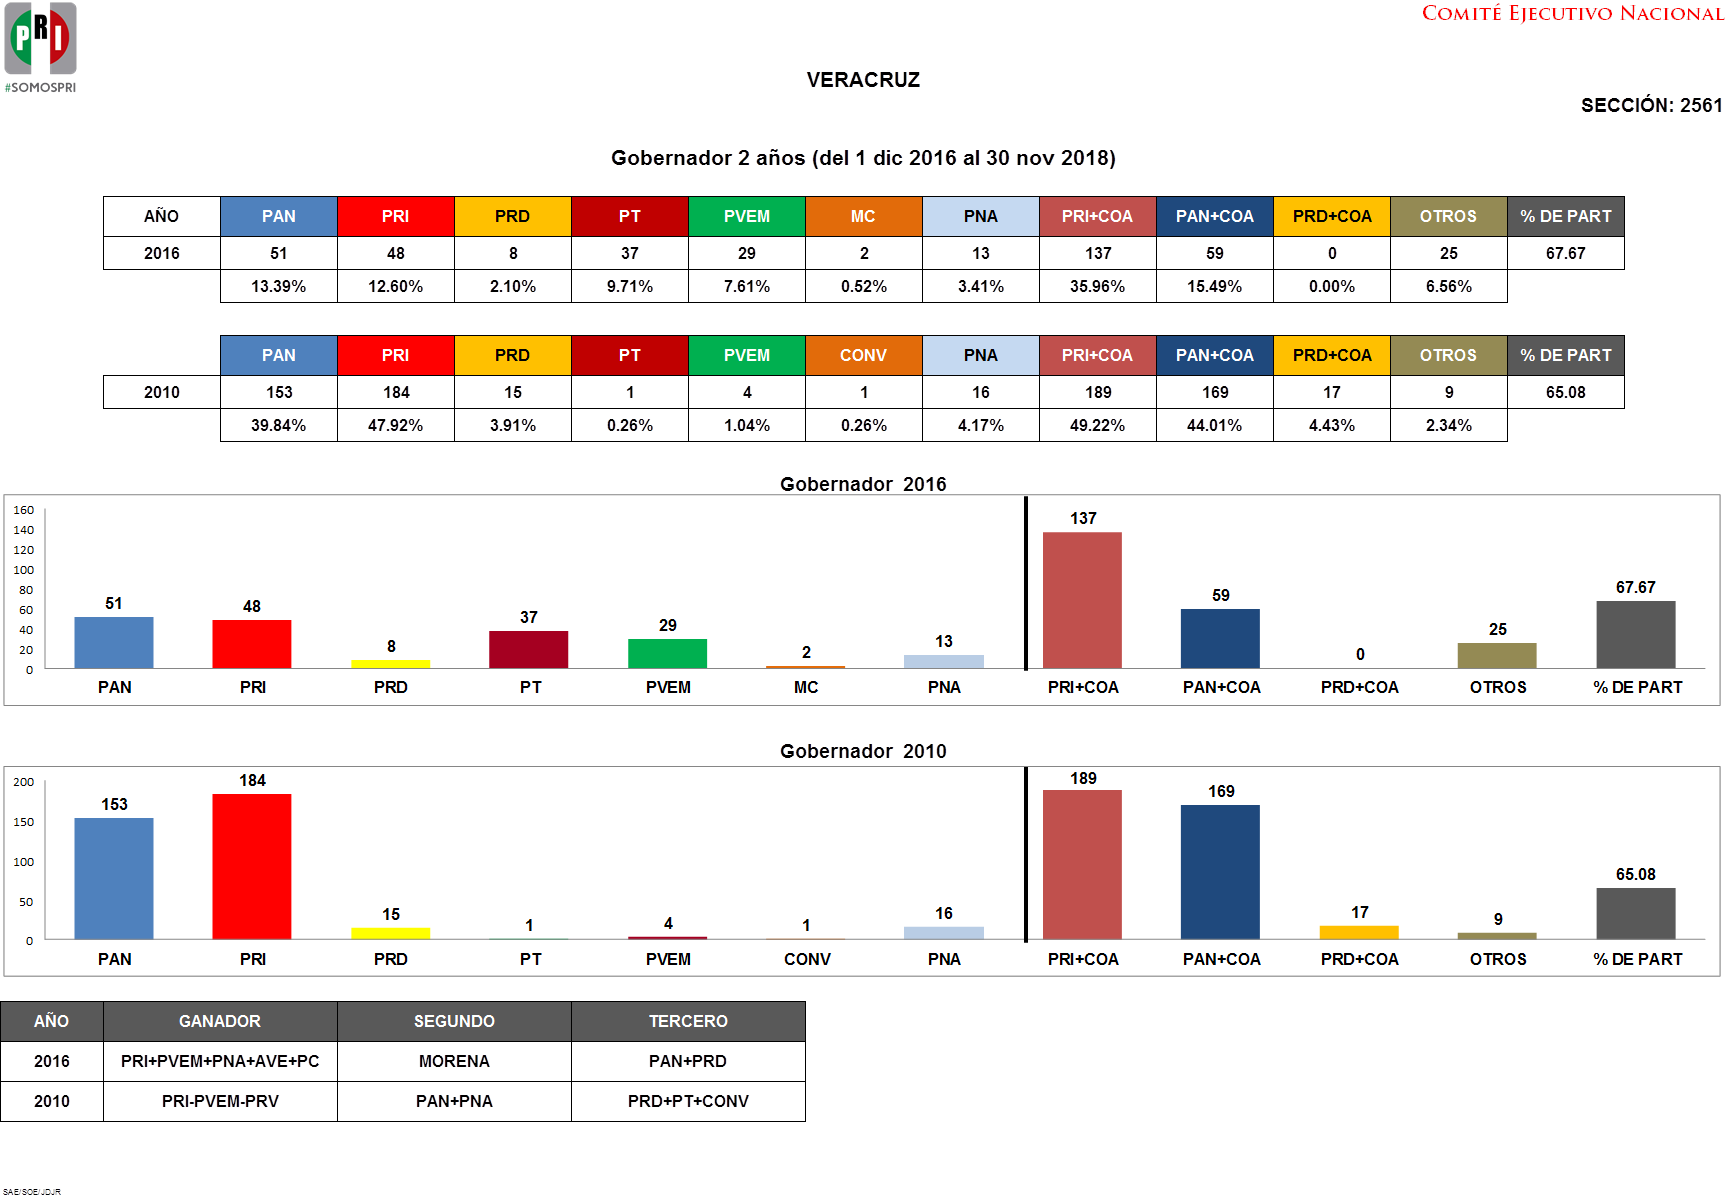 PRI
#SOMOSPRI
COMITÉ EJECUTIVO NACIONAL
VERACRUZ
SECCIÓN: 2561
Gobernador 2 años (del 1 dic 2016 al 30 nov 2018)
AÑO PAN PRI PRD PT PVEM MC PNA PRI+COA PAN+COA PRD+COA OTROS % DE PART
2016 51 48 8 37 29 2 13 137 59 0 25 67.67
13.39% 12.60% 2.10% 9.71% 7.61% 0.52% 3.41% 35.96% 15.49% 0.00% 6.56%
PAN PRI PRD PT PVEM CONV PNA PRI+COA PAN+COA PRD+COA OTROS % DE PART
2010 153 184 15 1 4 1 16 189 169 17 9 65.08
39.84% 47.92% 3.91% 0.26% 1.04% 0.26% 4.17% 49.22% 44.01% 4.43% 2.34%
Gobernador 2016
160
140
120
100
80
60
40
20
0
51 48 8 37 29 2 13 137 59 0 25 67.67
PAN PRI PRD PT PVEM MC PNA PRI+COA PAN+COA PRD+COA OTROS % DE PART
Gobernador 2010
200
150
100
50
0
153 184 15 1 4 1 16 189 169 17 9 65.08
PAN PRI PRD PT PVEM CONV PNA PRI+COA PAN+COA PRD+COA OTROS % DE PART
AÑO GANADOR SEGUNDO TERCERO
2016 PRI+PVEM+PNA+AVE+PC MORENA PAN+PRD
2010 PRI-PVEM-PRV PAN+PNA PRD+PT+CONV
SAE/SOE/JDJR